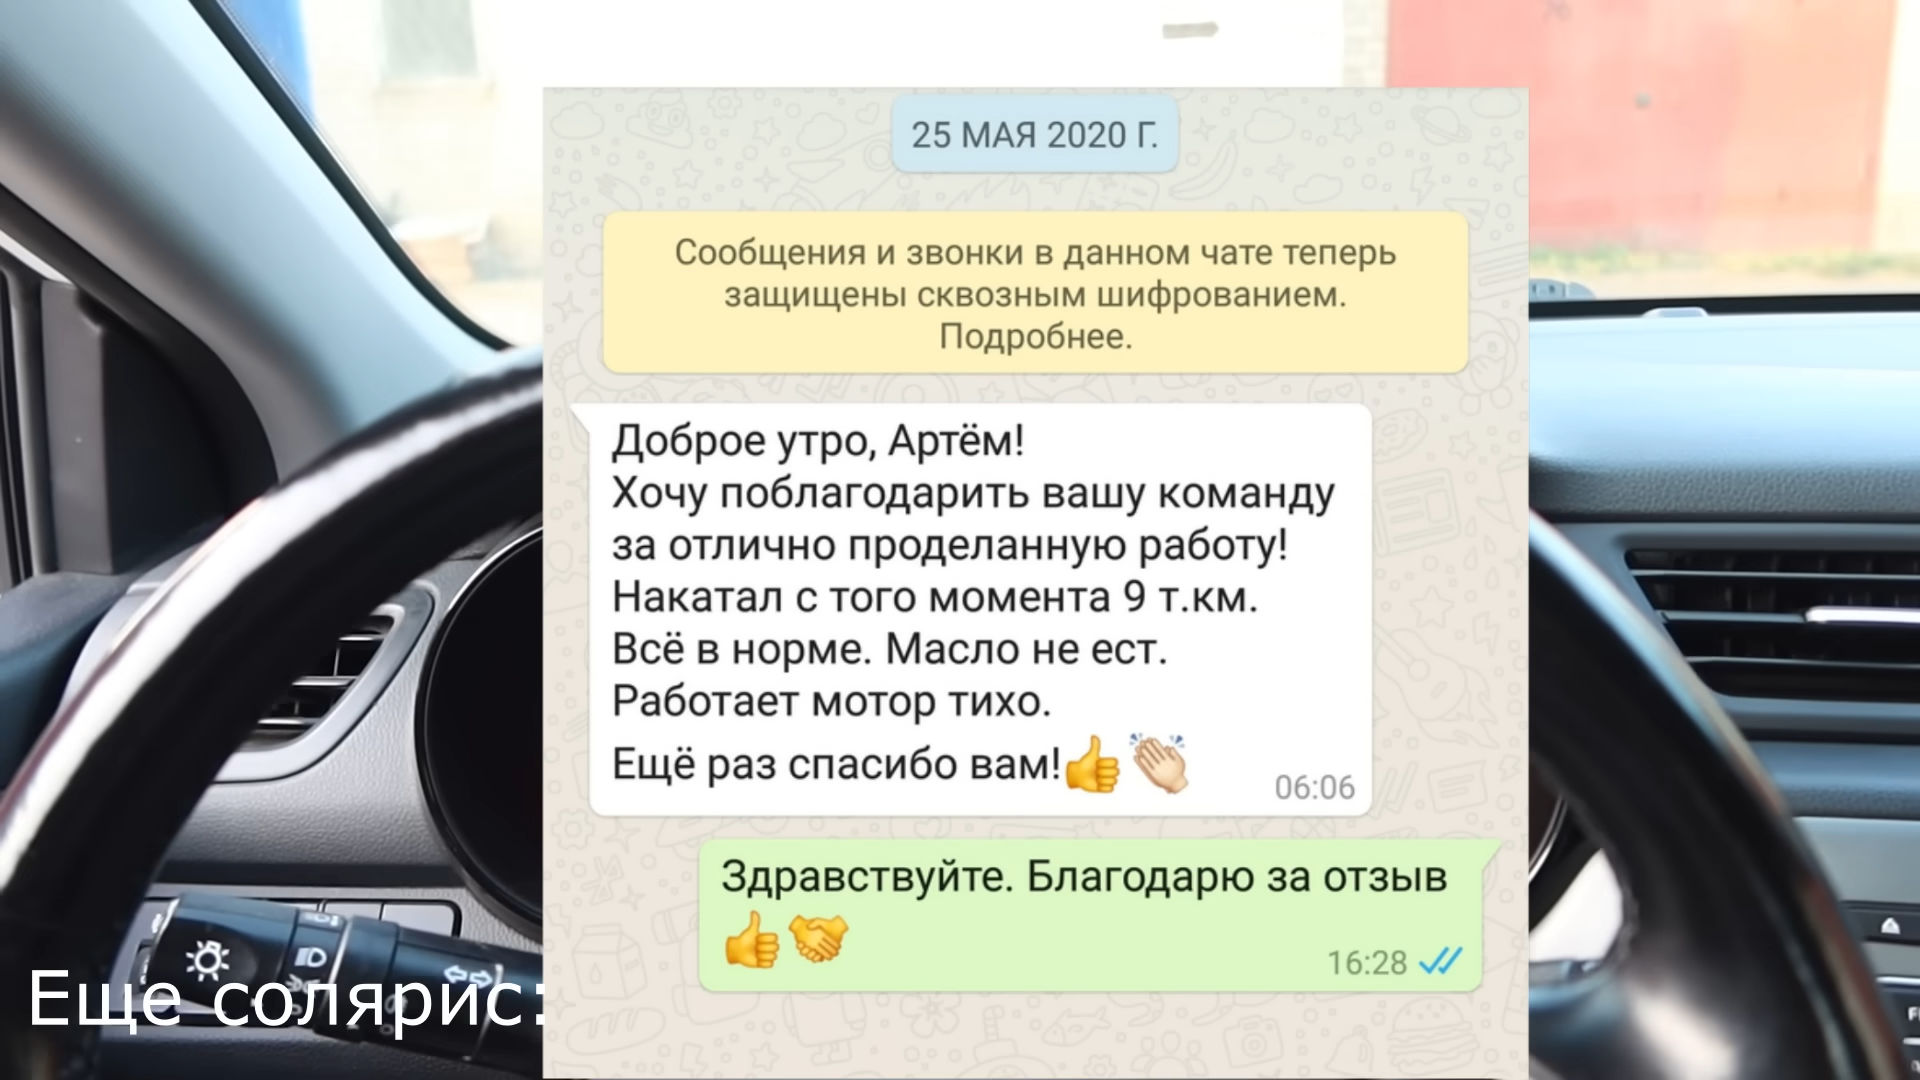 25 МАЯ 2020 Г.
Сообщения и звонки в данном чате теперь
защищены сквозным шифрованием.
Подробнее.
Доброе утро, Артём!
Хочу поблагодарить вашу команду
за отлично проделанную работу!
Накатал с того момента 9 т.км.
Всё в норме. Масло не ест.
Работает мотор тихо.
Ещё раз спасибо вам!👍👏🏻
06:06
Здравствуйте. Благодарю за отзыв
👍🤝
16:28
Еще солярис: